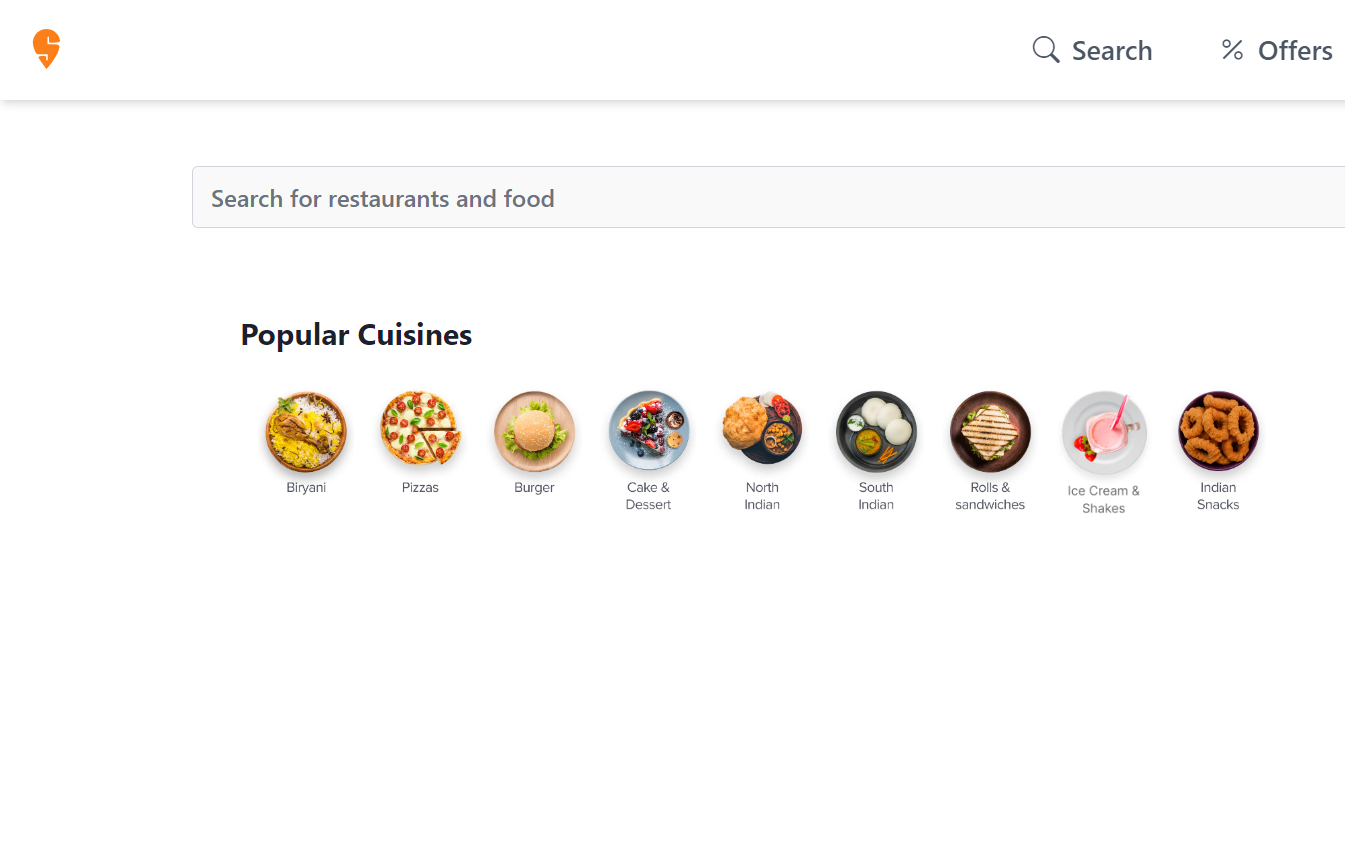 Search
% Offers
Search for restaurants and food
Popular Cuisines
Biryani
Pizzas
Burger
Cake &
Dessert
North
Indian
South
Indian
Rolls &
sandwiches
Ice Cream &
Shakes
Indian
Snacks